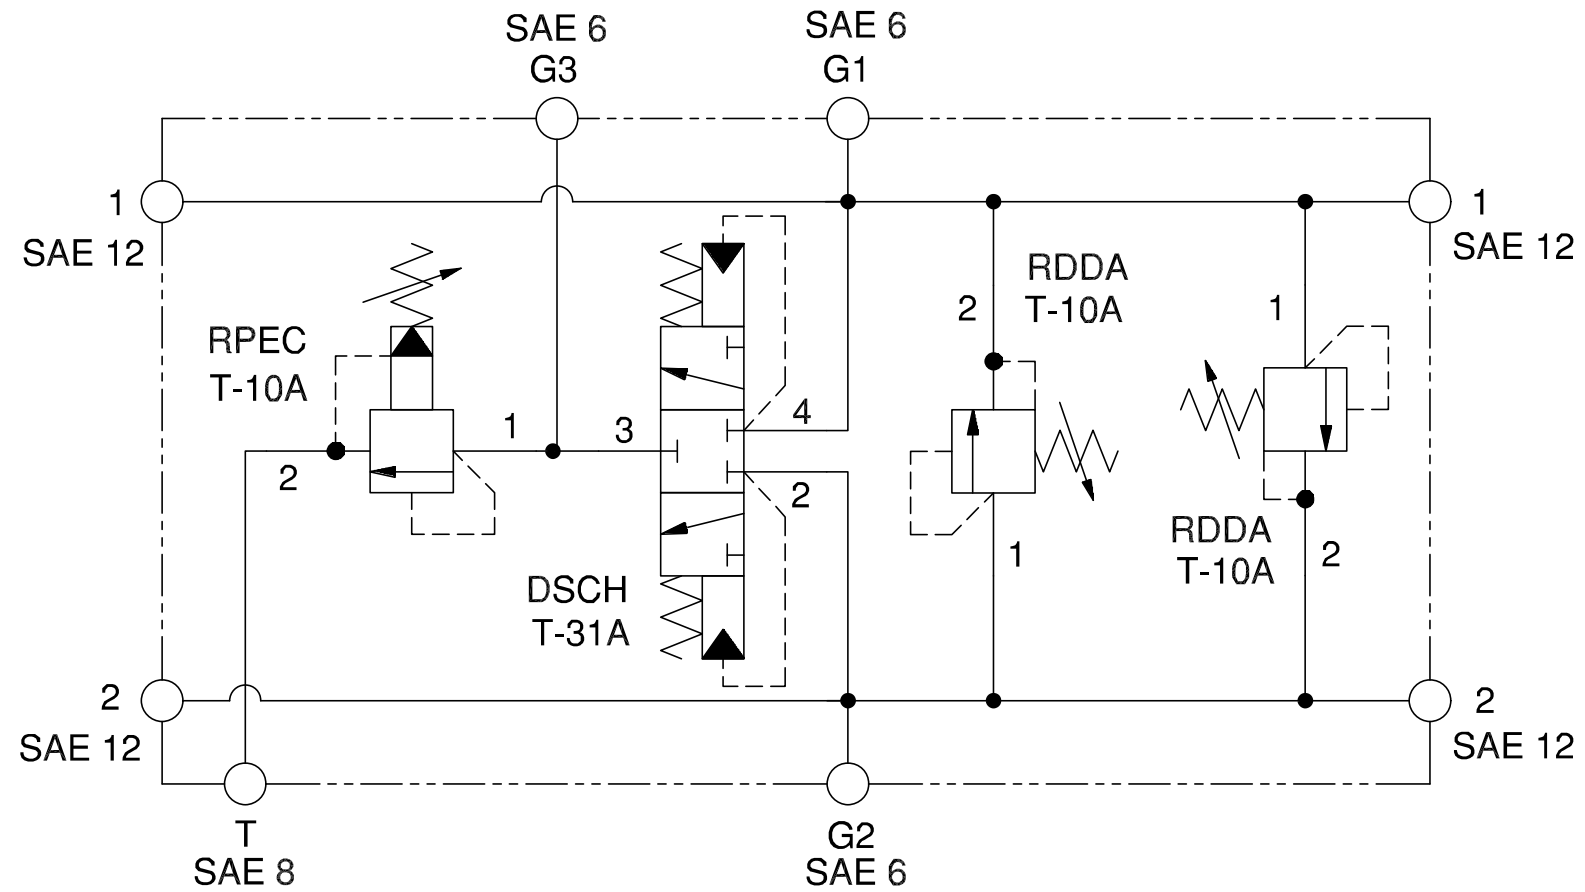 SAE 6
G3
SAE 6
G1
1
SAE 12
1
SAE 12
RPEC
T-10A
2
1
3
4
2
DSCH
T-31A
RDDA
T-10A
2
1
1
RDDA
T-10A
2
2
SAE 12
2
SAE 12
T
SAE 8
G2
SAE 6